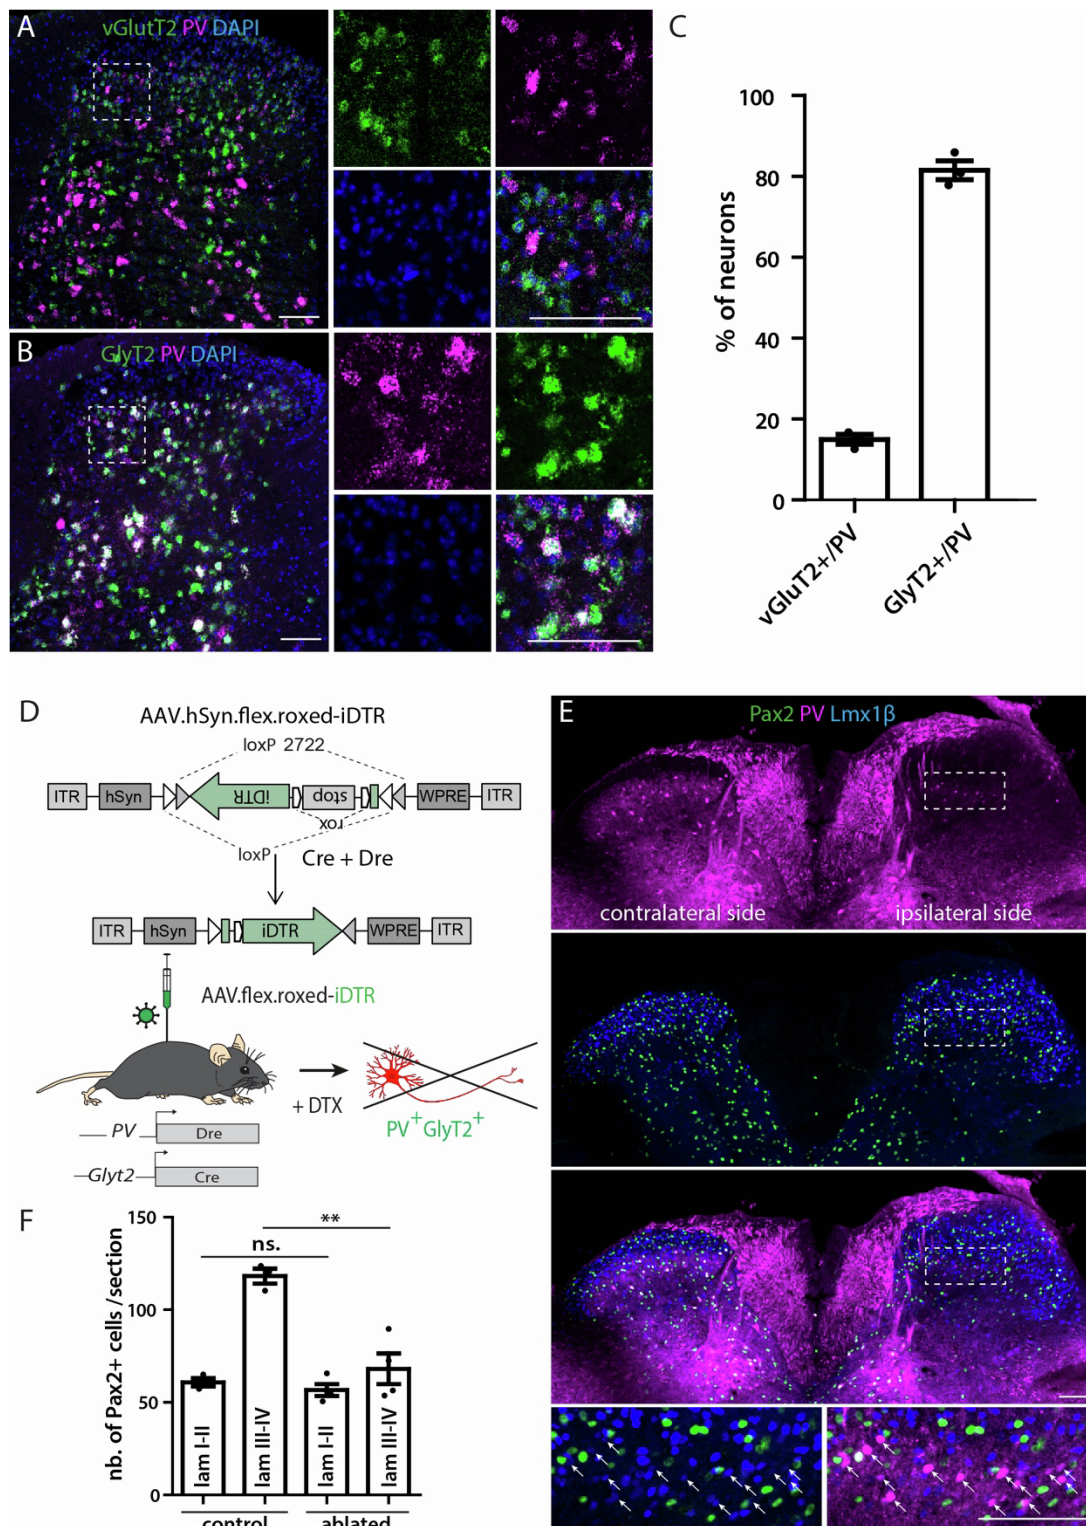 A
vGlutT2 PV DAPI
B
GlyT2 PV DAPI
C
100
80
60
40
20
0
% of neurons
vGluT2+/PV
GlyT2+/PV
D
AAV.hSyn.flex.roxed-iDTR
loxP 2722
ITR
hSyn
iDTR
stop
WPRE
ITR
rox
loxP
Cre + Dre
ITR
hSyn
iDTR
WPRE
ITR
AAV.flex.roxed-iDTR
+ DTX
PV+GlyT2+
PV
Dre
Glyt2
Cre
E
Pax2 PV Lmx1β
contralateral side
ipsilateral side
F
150
100
50
0
nb. of Pax2+ cells/section
**
ns.
lam I-II
lam III-IV
lam I-II
lam III-IV
control
ablated